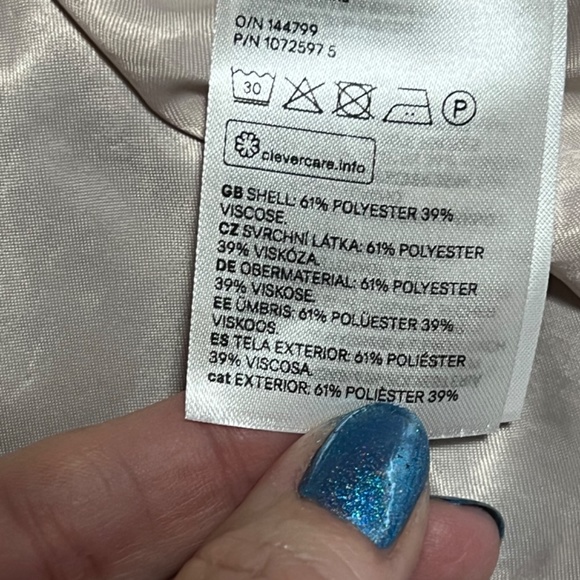 O/N 144799
P/N 1072597 5
30
P
clevercare.info
GB SHELL: 61% POLYESTER 39%
VISCOSE.
CZ SVRCHNÍ LÁTKA: 61% POLYESTER
39% VISKÓZA.
DE OBERMATERIAL: 61% POLYESTER
39% VISKOSE.
EE ÜMBRIS: 61% POLÜESTER 39%
VISKOOS.
ES TELA EXTERIOR: 61% POLIÉSTER
39% VISCOSA.
cat EXTERIOR: 61% POLIÈSTER 39%